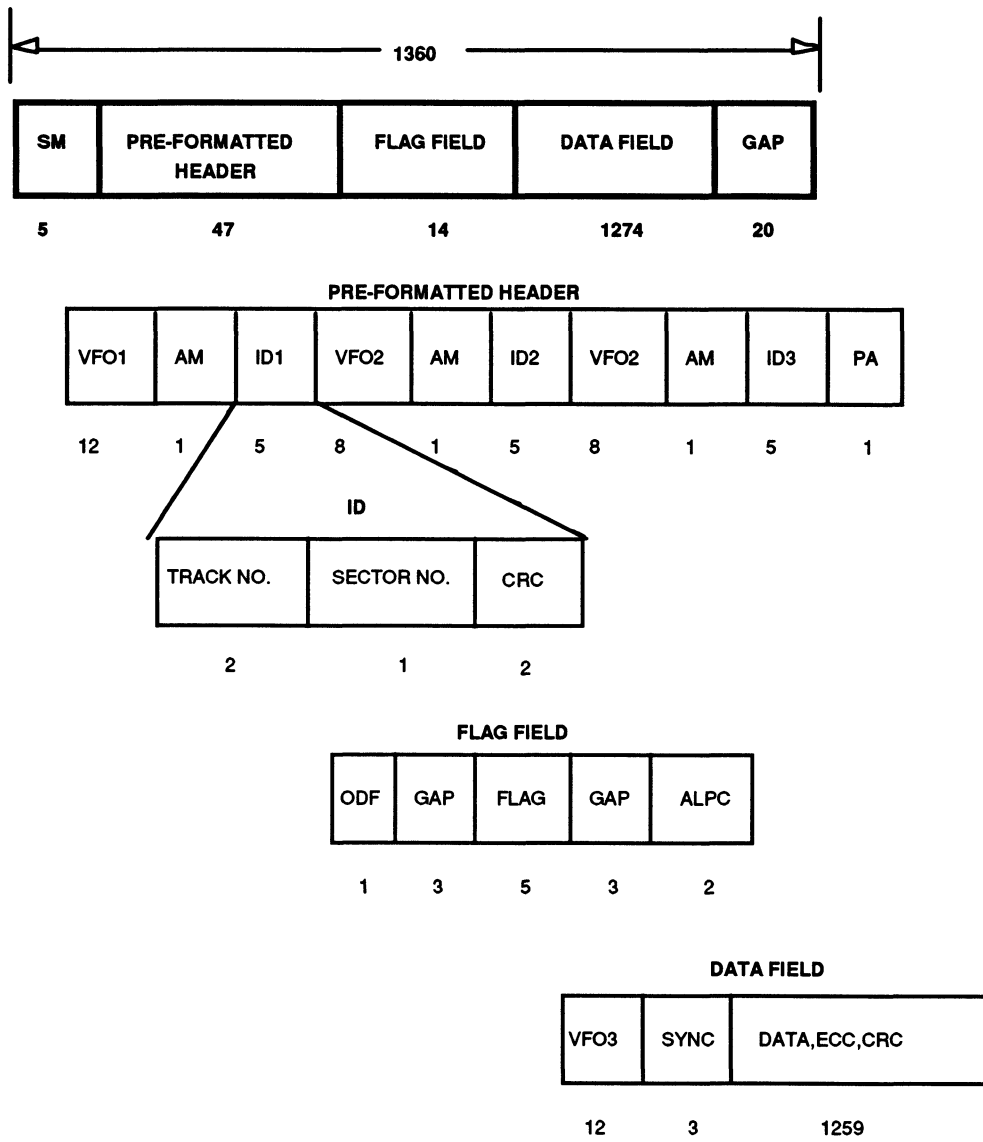 1360
SM PRE-FORMATTED HEADER FLAG FIELD DATA FIELD GAP
5 47 14 1274 20
PRE-FORMATTED HEADER
VFO1 AM ID1 VFO2 AM ID2 VFO2 AM ID3 PA
12 1 5 8 1 5 8 1 5 1
ID
TRACK NO. SECTOR NO. CRC
2 1 2
FLAG FIELD
ODF GAP FLAG GAP ALPC
1 3 5 3 2
DATA FIELD
VFO3 SYNC DATA,ECC,CRC
12 3 1259